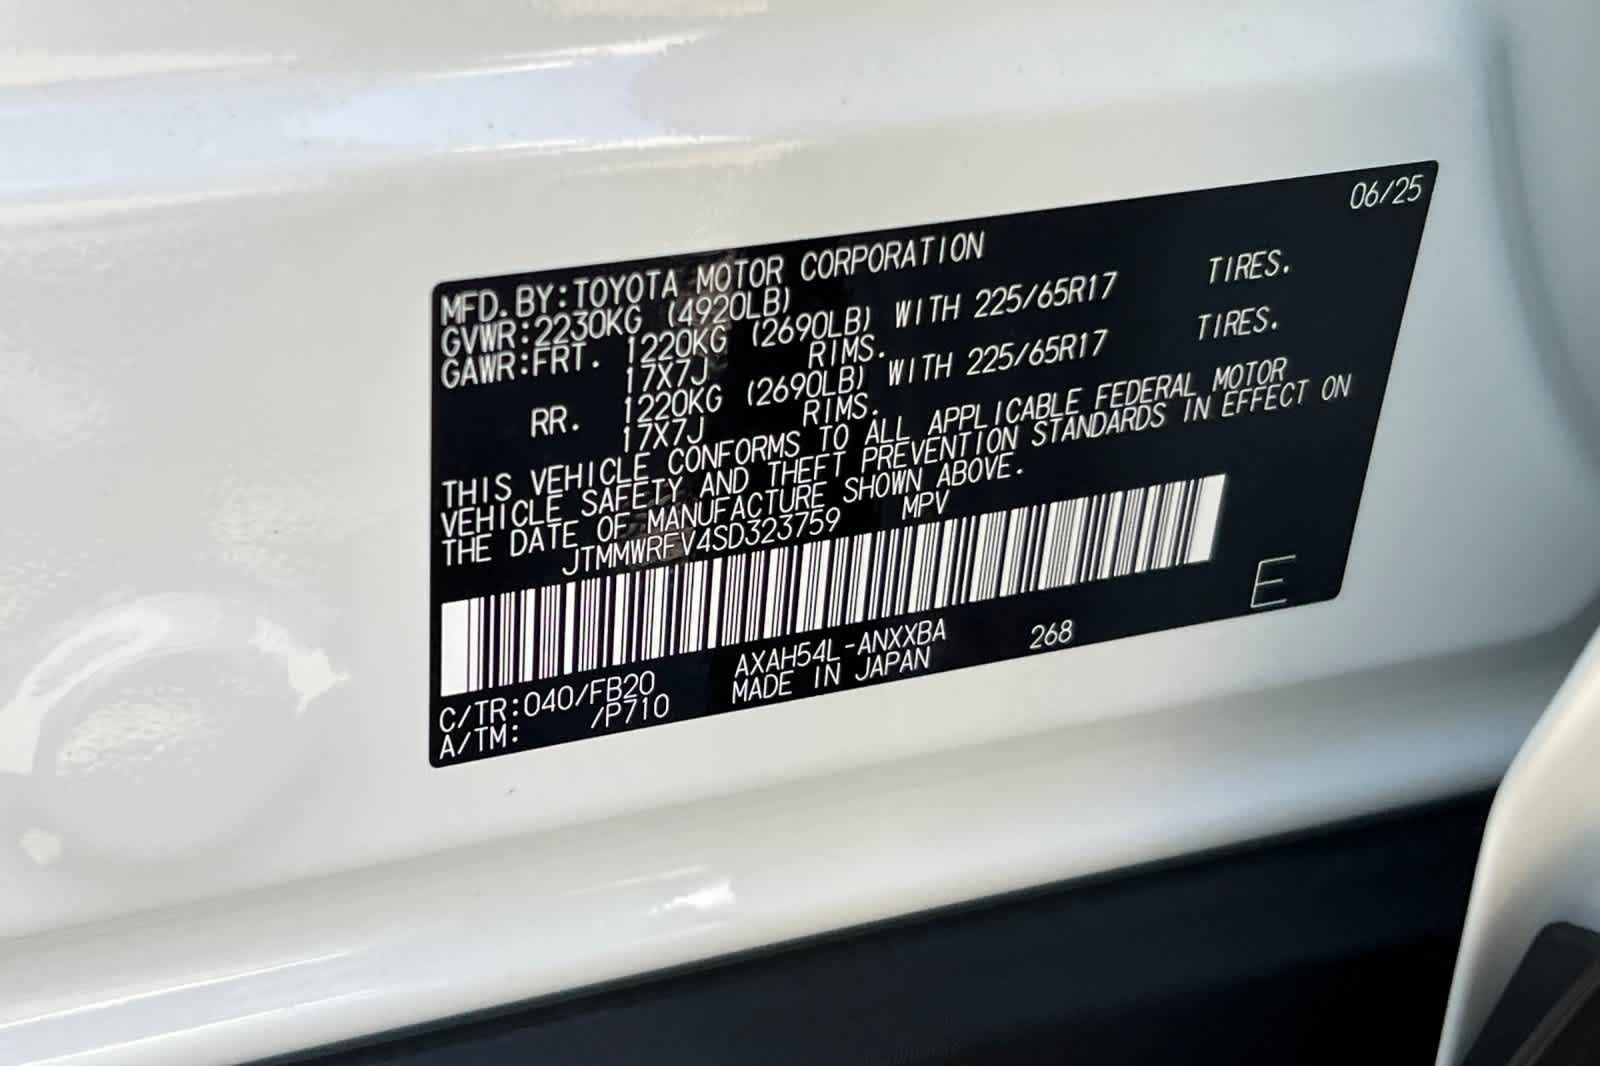 06/25
MFD. BY:TOYOTA MOTOR CORPORATION
GVWR:2230KG (4920LB)
GAWR:FRT. 1220KG (2690LB) WITH 225/65R17 TIRES.
17X7J RIMS.
RR. 1220KG (2690LB) WITH 225/65R17 TIRES.
17X7J RIMS.
THIS VEHICLE CONFORMS TO ALL APPLICABLE FEDERAL MOTOR
VEHICLE SAFETY AND THEFT PREVENTION STANDARDS IN EFFECT ON
THE DATE OF MANUFACTURE SHOWN ABOVE.
JTMMWRFV4SD323759 MPV
E
C/TR:040/FB20 AXAH54L-ANXXBA 268
A/TM: /P710 MADE IN JAPAN